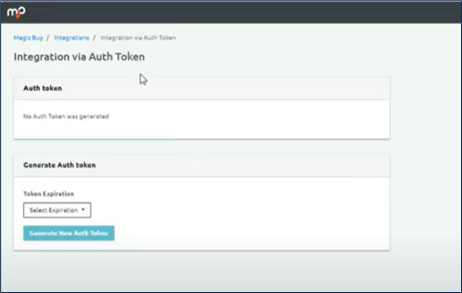 mp
Magic Buy / Integrations / Integration via Auth Token
Integration via Auth Token
Auth token
No Auth Token was generated
Generate Auth token
Token Expiration
Select Expiration
Generate New Auth Token